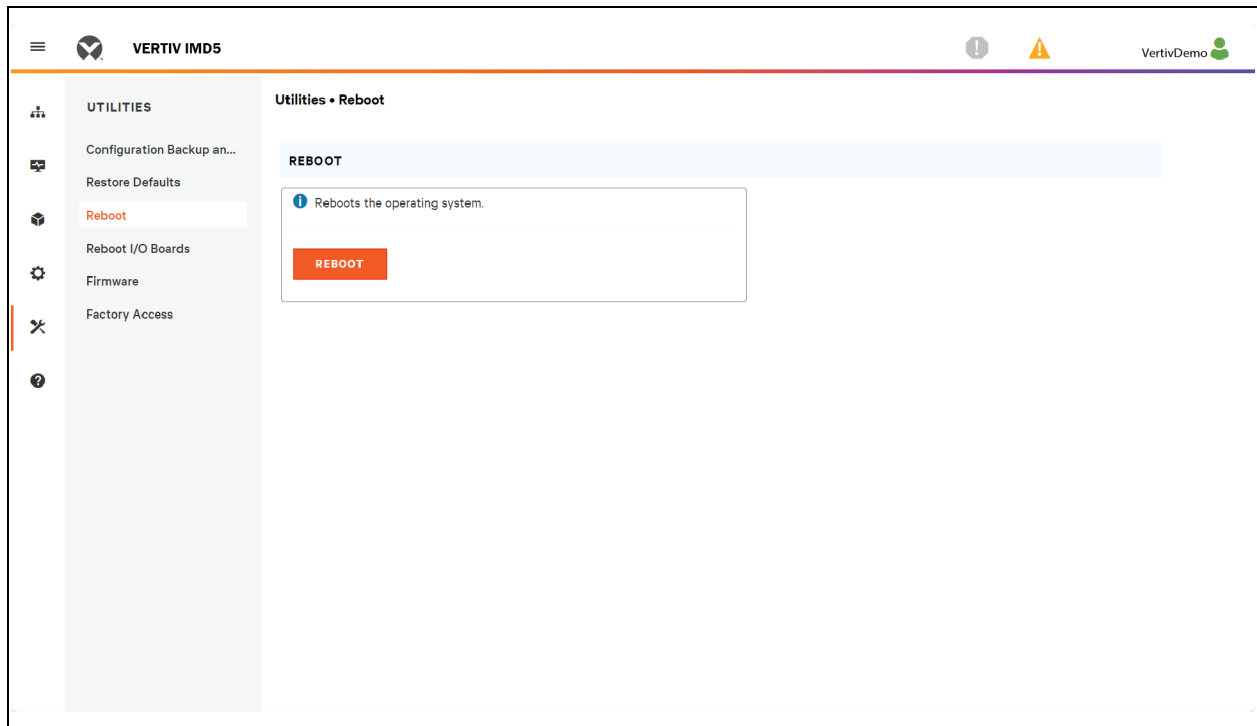 VERTIV IMD5
VertivDemo
UTILITIES
Configuration Backup an...
Restore Defaults
Reboot
Reboot I/O Boards
Firmware
Factory Access
Utilities • Reboot
REBOOT
Reboots the operating system.
REBOOT